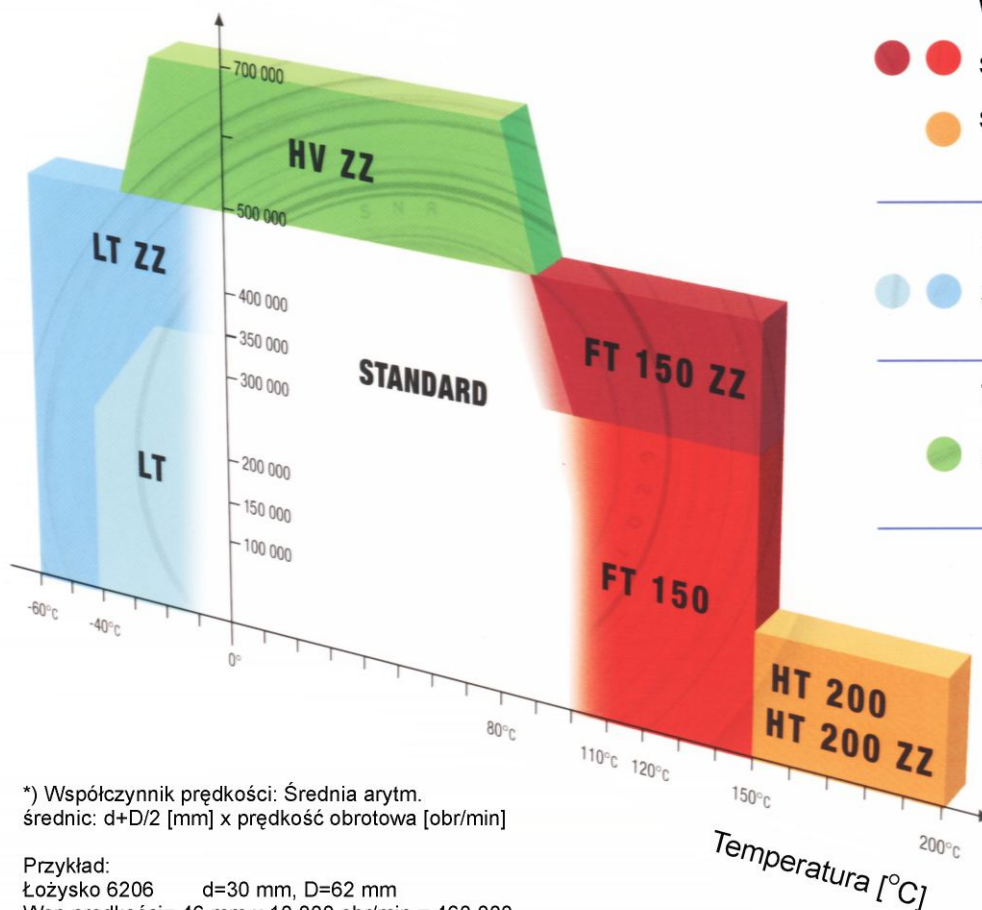 700 000
HV ZZ
S N R
500 000
LT ZZ
400 000
350 000
300 000
STANDARD
FT 150 ZZ
LT
200 000
150 000
100 000
FT 150
-60°c
-40°c
0°
80°c
110°c
120°c
150°c
200°c
HT 200
HT 200 ZZ
Temperatura [°C]
*) Współczynnik prędkości: Średnia arytm.
średnic: d+D/2 [mm] x prędkość obrotowa [obr/min]
Przykład:
Łożysko 6206 d=30 mm, D=62 mm